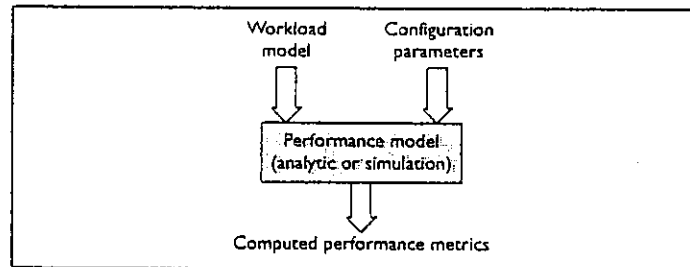 Workload
model
Configuration
parameters
Performance model
(analytic or simulation)
Computed performance metrics